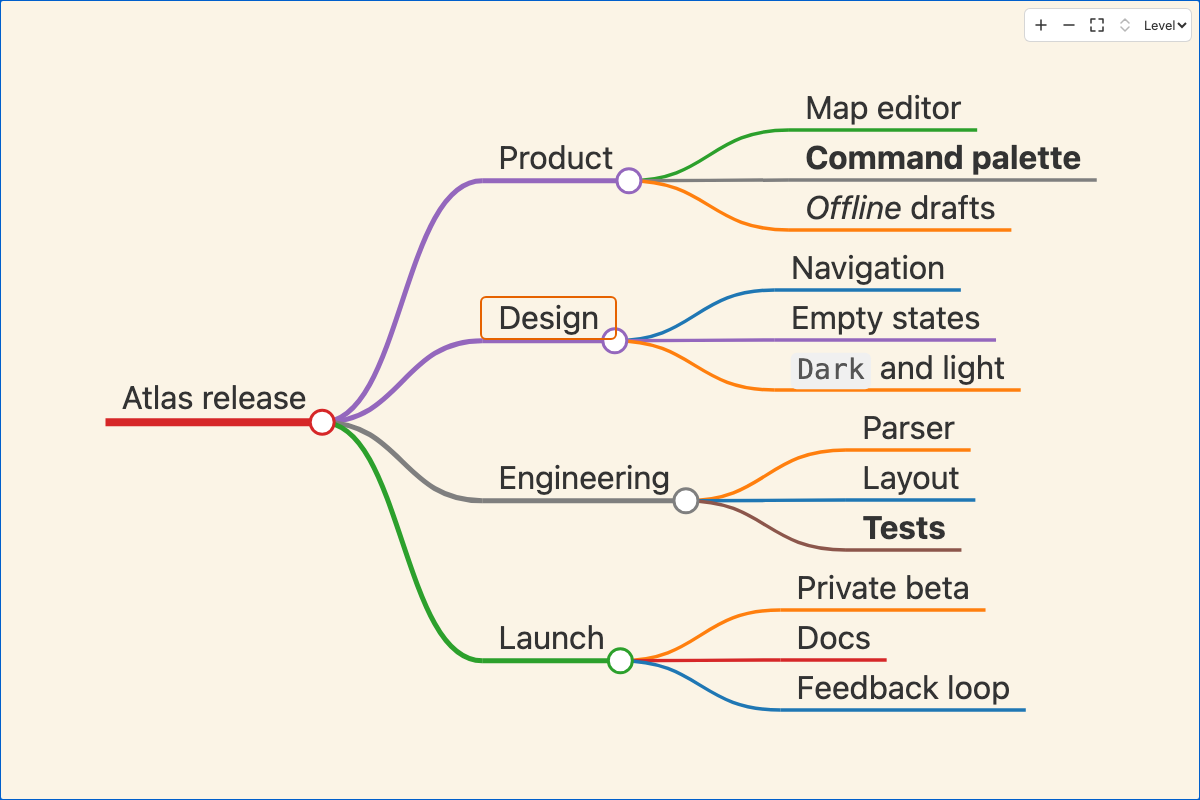 Level
Map editor
Product
Command palette
Offline drafts
Navigation
Design
Empty states
Dark and light
Atlas release
Parser
Engineering
Layout
Tests
Private beta
Launch
Docs
Feedback loop